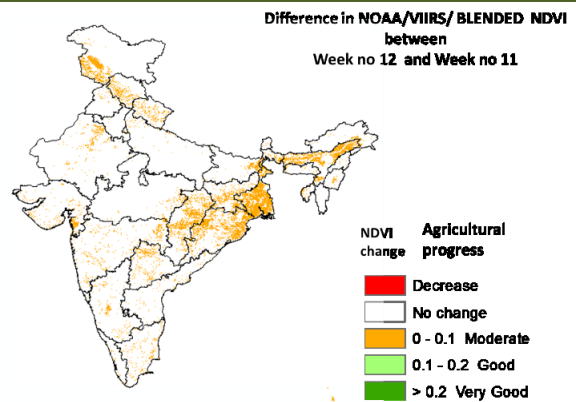 Difference in NOAA/VIIRS/ BLENDED NDVI
between
Week no 12 and Week no 11
NDVI
change
Agricultural
progress
Decrease
No change
0 - 0.1 Moderate
0.1 - 0.2 Good
> 0.2 Very Good